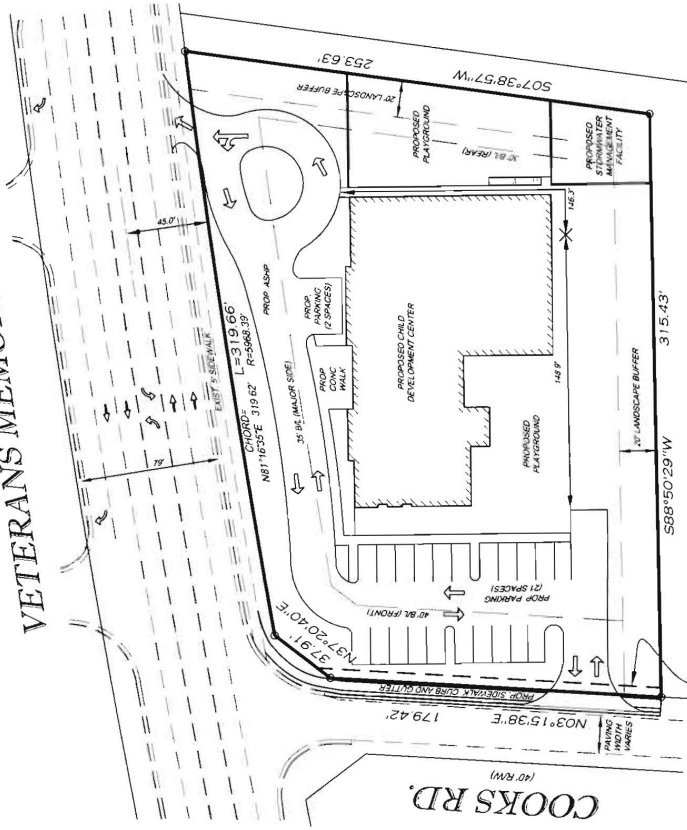 VETERANS MEMO
45.0'
79'
EXIST 5' SIDEWALK
CHORD=
N81°16'35"E 319.62'
L=319.66'
R=5968.39'
253.63'
S07°38'57"W
20' LANDSCAPE BUFFER
PROPOSED
PLAYGROUND
30' B/L (REAR)
PROPOSED
STORMWATER
MANAGEMENT
FACILITY
146.3'
PROP ASHP
PROP.
PARKING
(2 SPACES)
PROP
CONC
WALK
35' B/L (MAJOR SIDE)
PROPOSED CHILD
DEVELOPMENT CENTER
148.9'
PROPOSED
PLAYGROUND
20' LANDSCAPE BUFFER
315.43'
S88°50'29"W
PROP PARKING
(21 SPACES)
40' B/L (FRONT)
N37°20'40"E
37.91'
PROP. SIDEWALK CURB AND GUTTER
179.42'
N03°15'38"E
PAVING
WIDTH
VARIES
(40' R/W)
COOKS RD.